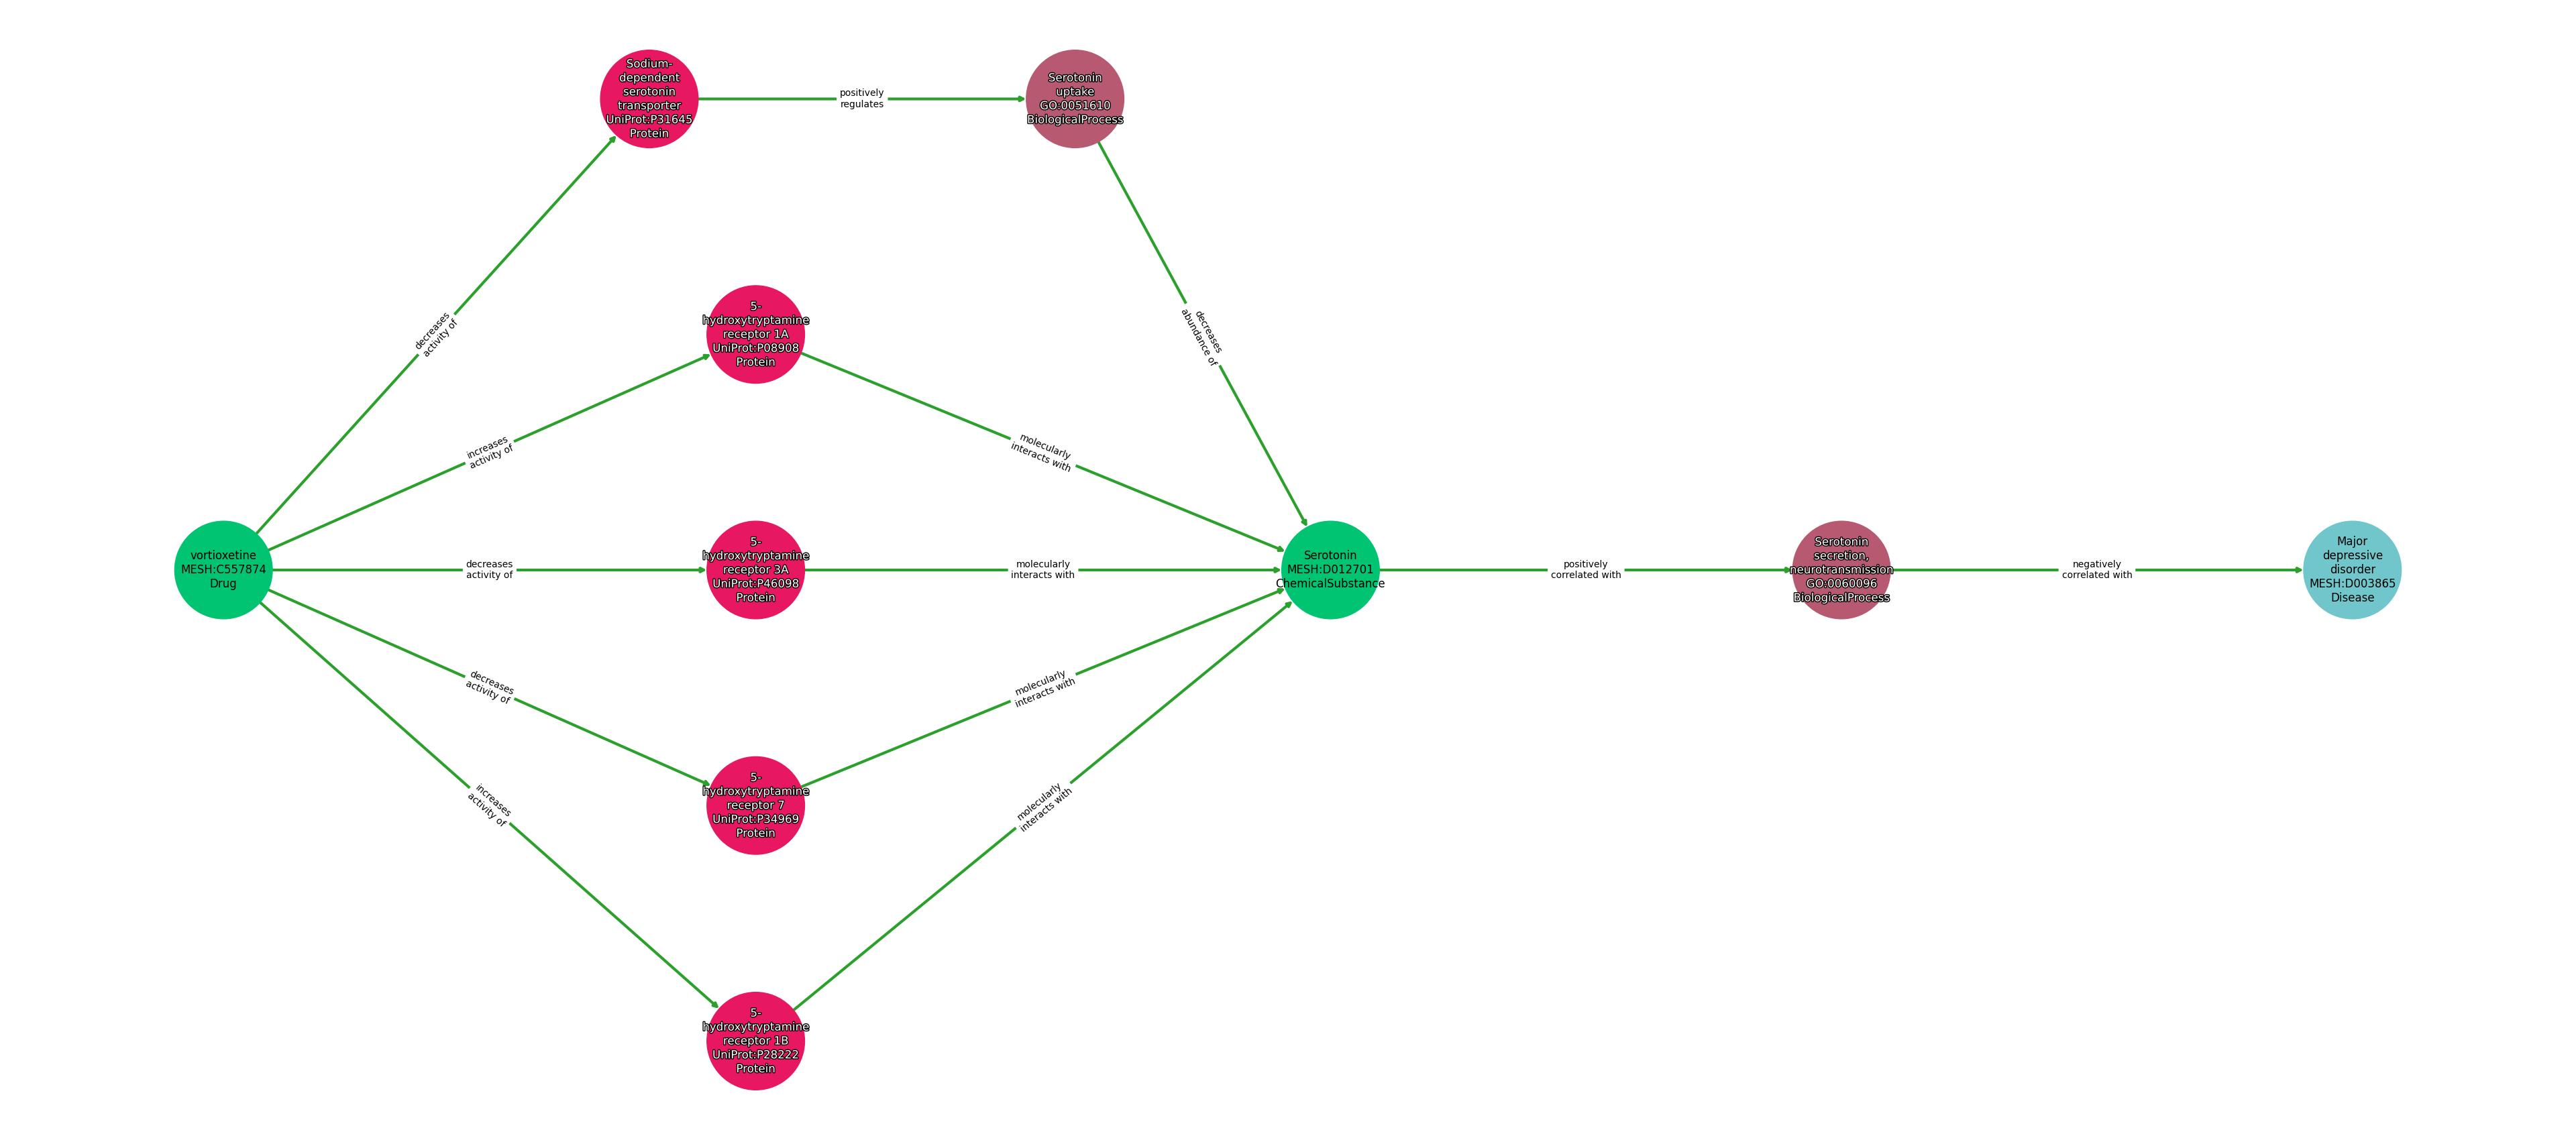 Sodium-
dependent
serotonin
transporter
UniProt:P31645
Protein
positively
regulates
Serotonin
uptake
GO:0051610
BiologicalProcess
decreases
activity of
decreases
abundance of
5-
hydroxytryptamine
receptor 1A
UniProt:P08908
Protein
increases
activity of
molecularly
interacts with
vortioxetine
MESH:C557874
Drug
decreases
activity of
5-
hydroxytryptamine
receptor 3A
UniProt:P46098
Protein
molecularly
interacts with
Serotonin
MESH:D012701
ChemicalSubstance
positively
correlated with
Serotonin
secretion,
neurotransmission
GO:0060096
BiologicalProcess
negatively
correlated with
Major
depressive
disorder
MESH:D003865
Disease
decreases
activity of
molecularly
interacts with
5-
hydroxytryptamine
receptor 7
UniProt:P34969
Protein
increases
activity of
molecularly
interacts with
5-
hydroxytryptamine
receptor 1B
UniProt:P28222
Protein